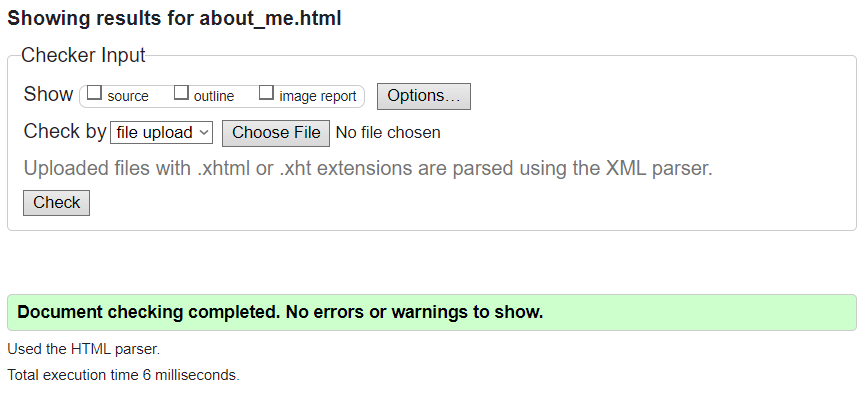 Showing results for about_me.html
Checker Input
Show source outline image report Options…
Check by file upload Choose File No file chosen
Uploaded files with .xhtml or .xht extensions are parsed using the XML parser.
Check
Document checking completed. No errors or warnings to show.
Used the HTML parser.
Total execution time 6 milliseconds.